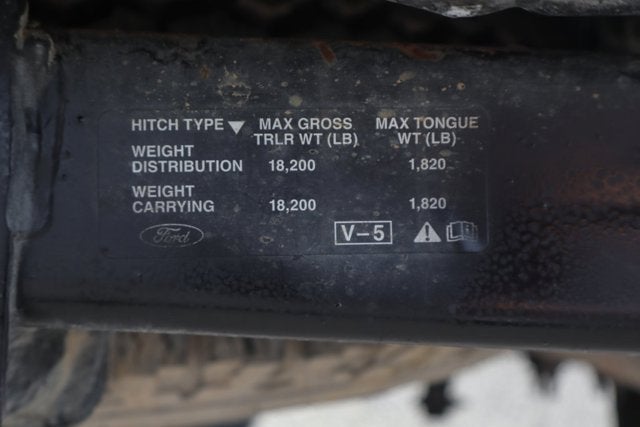 HITCH TYPE ▼ MAX GROSS TRLR WT (LB) MAX TONGUE WT (LB)
WEIGHT DISTRIBUTION 18,200 1,820
WEIGHT CARRYING 18,200 1,820
Ford V-5